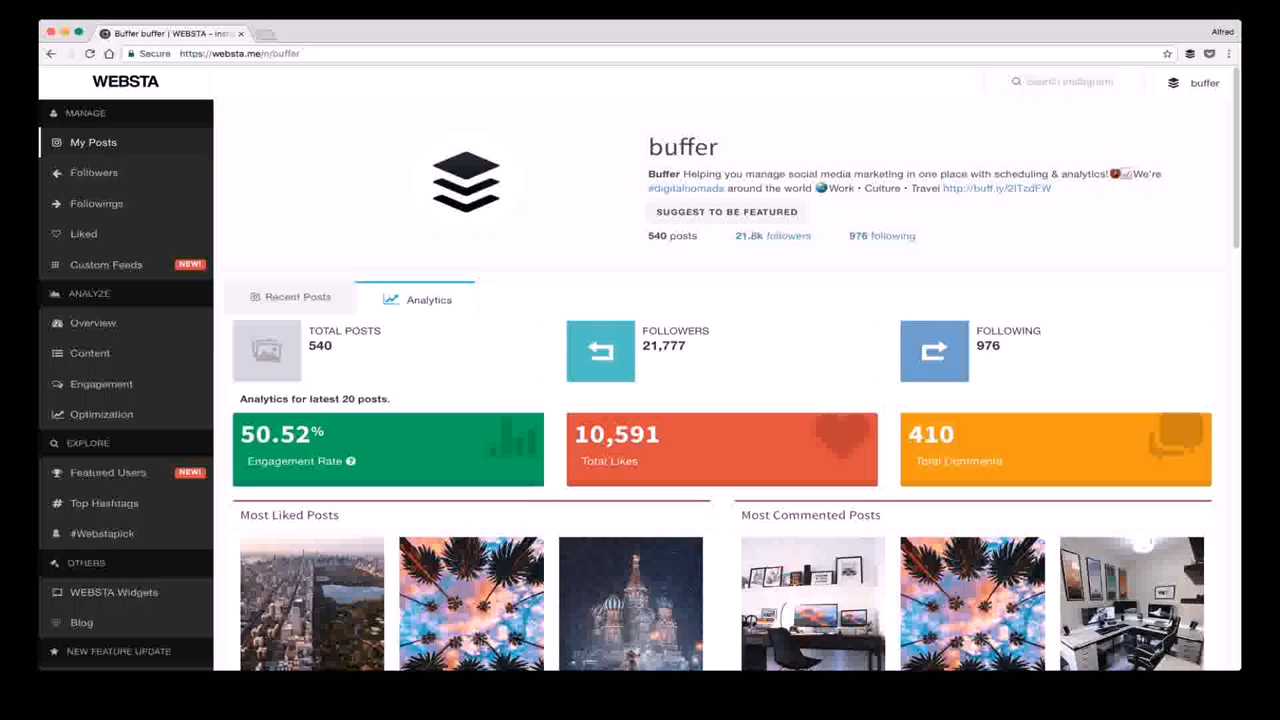 Buffer buffer | WEBSTA - Insta
Alfred
Secure https://websta.me/n/buffer
WEBSTA
Search Instagram!
buffer
MANAGE
My Posts
Followers
Followings
Liked
Custom Feeds NEW!
ANALYZE
Overview
Content
Engagement
Optimization
EXPLORE
Featured Users NEW!
Top Hashtags
#Webstapick
OTHERS
WEBSTA Widgets
Blog
NEW FEATURE UPDATE
buffer
Buffer Helping you manage social media marketing in one place with scheduling & analytics! We're
#digitalnomads around the world Work • Culture • Travel http://buff.ly/2lTzdFW
SUGGEST TO BE FEATURED
540 posts 21.8k followers 976 following
Recent Posts
Analytics
TOTAL POSTS
540
FOLLOWERS
21,777
FOLLOWING
976
Analytics for latest 20 posts.
50.52%
Engagement Rate
10,591
Total Likes
410
Total Comments
Most Liked Posts
Most Commented Posts